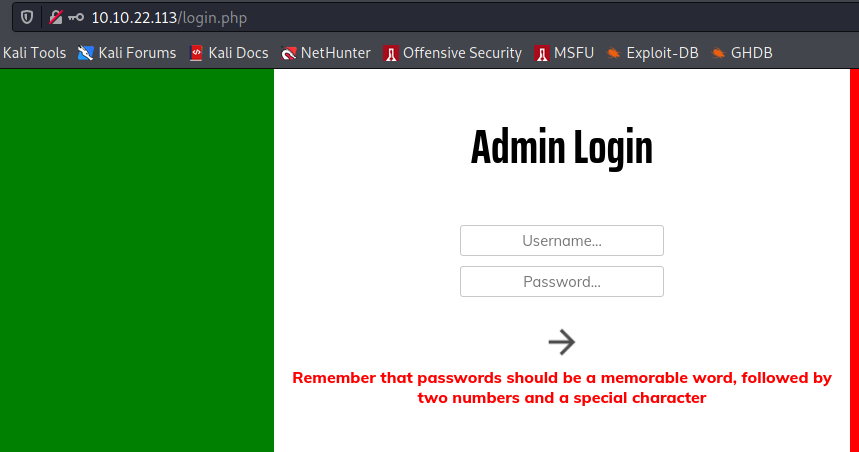 10.10.22.113/login.php
Kali Tools Kali Forums Kali Docs NetHunter Offensive Security MSFU Exploit-DB GHDB
Admin Login
Username...
Password...
Remember that passwords should be a memorable word, followed by
two numbers and a special character